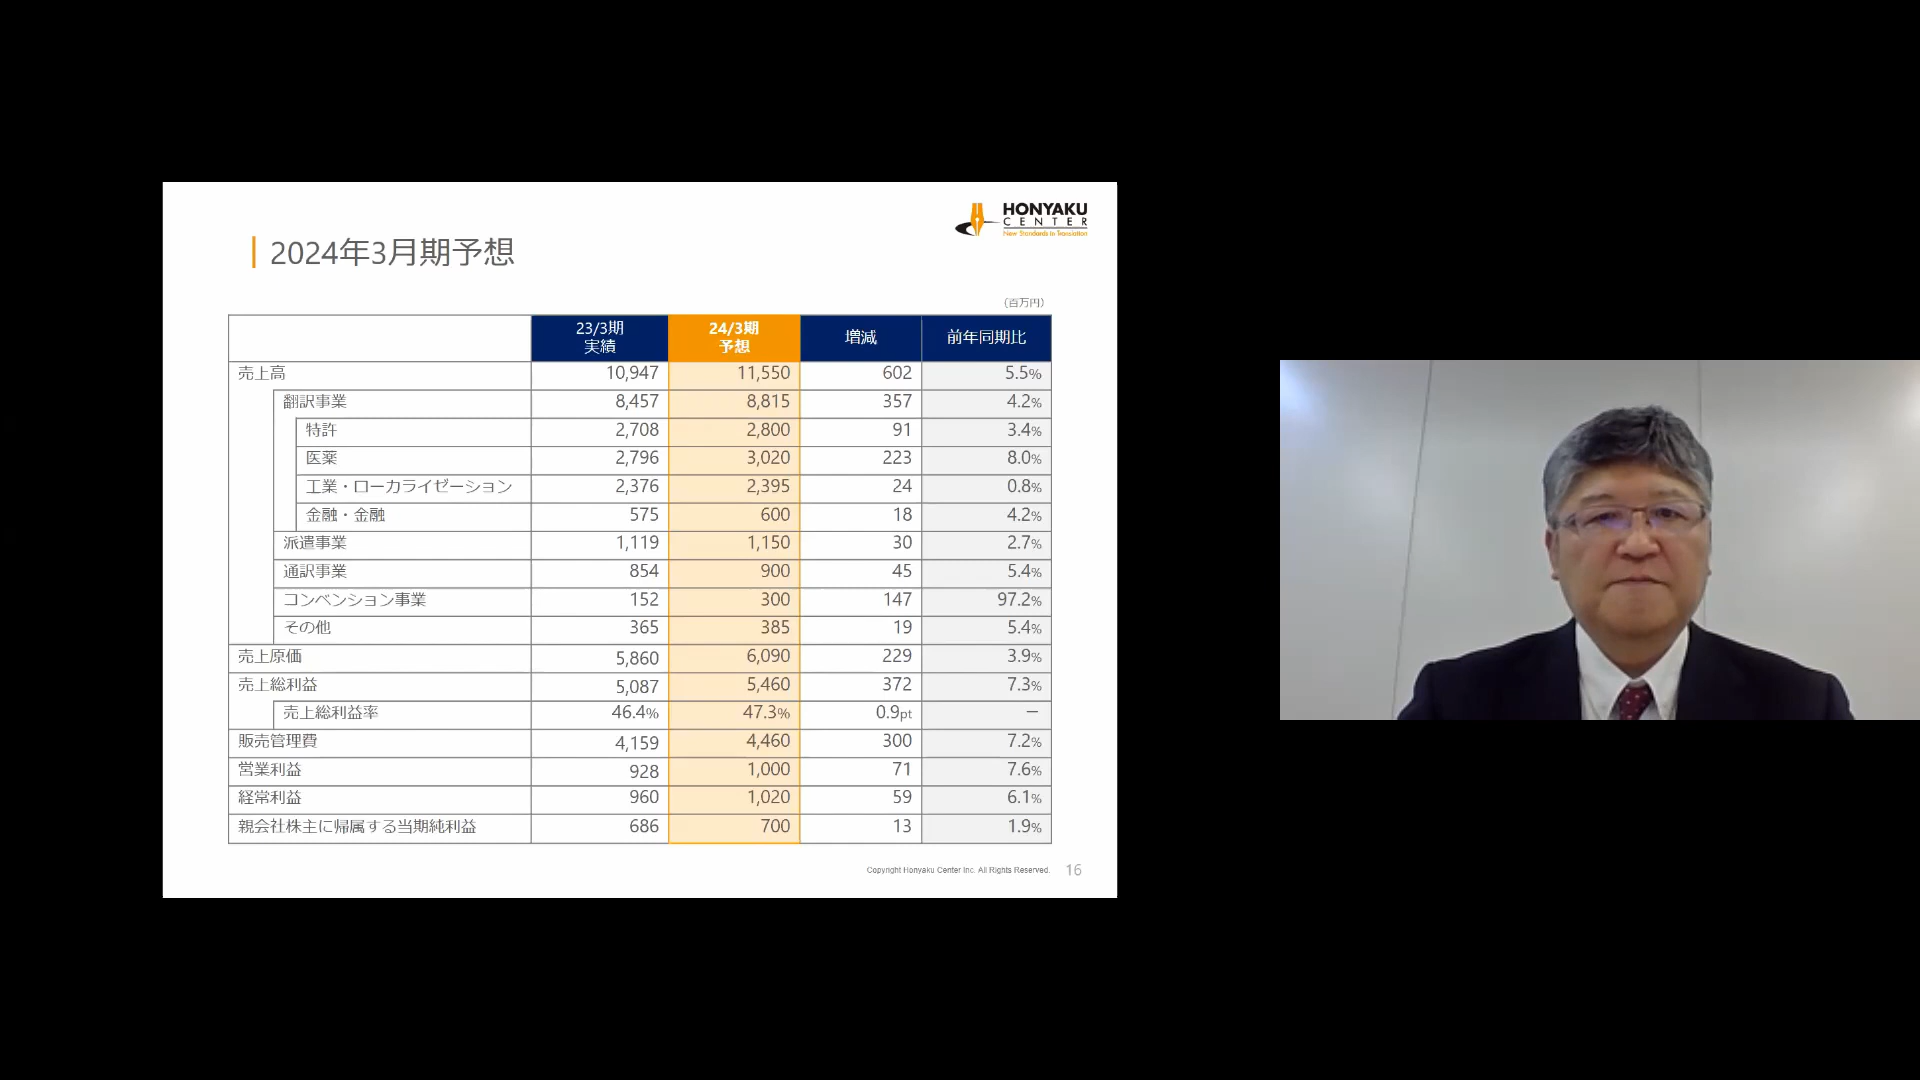 HONYAKU
CENTER
New Standards in Translation
2024年3月期予想
（百万円）
23/3期 実績 24/3期 予想 増減 前年同期比
売上高 10,947 11,550 602 5.5%
翻訳事業 8,457 8,815 357 4.2%
特許 2,708 2,800 91 3.4%
医薬 2,796 3,020 223 8.0%
工業・ローカライゼーション 2,376 2,395 24 0.8%
金融・金融 575 600 18 4.2%
派遣事業 1,119 1,150 30 2.7%
通訳事業 854 900 45 5.4%
コンベンション事業 152 300 147 97.2%
その他 365 385 19 5.4%
売上原価 5,860 6,090 229 3.9%
売上総利益 5,087 5,460 372 7.3%
売上総利益率 46.4% 47.3% 0.9pt －
販売管理費 4,159 4,460 300 7.2%
営業利益 928 1,000 71 7.6%
経常利益 960 1,020 59 6.1%
親会社株主に帰属する当期純利益 686 700 13 1.9%
Copyright Honyaku Center Inc. All Rights Reserved. 16